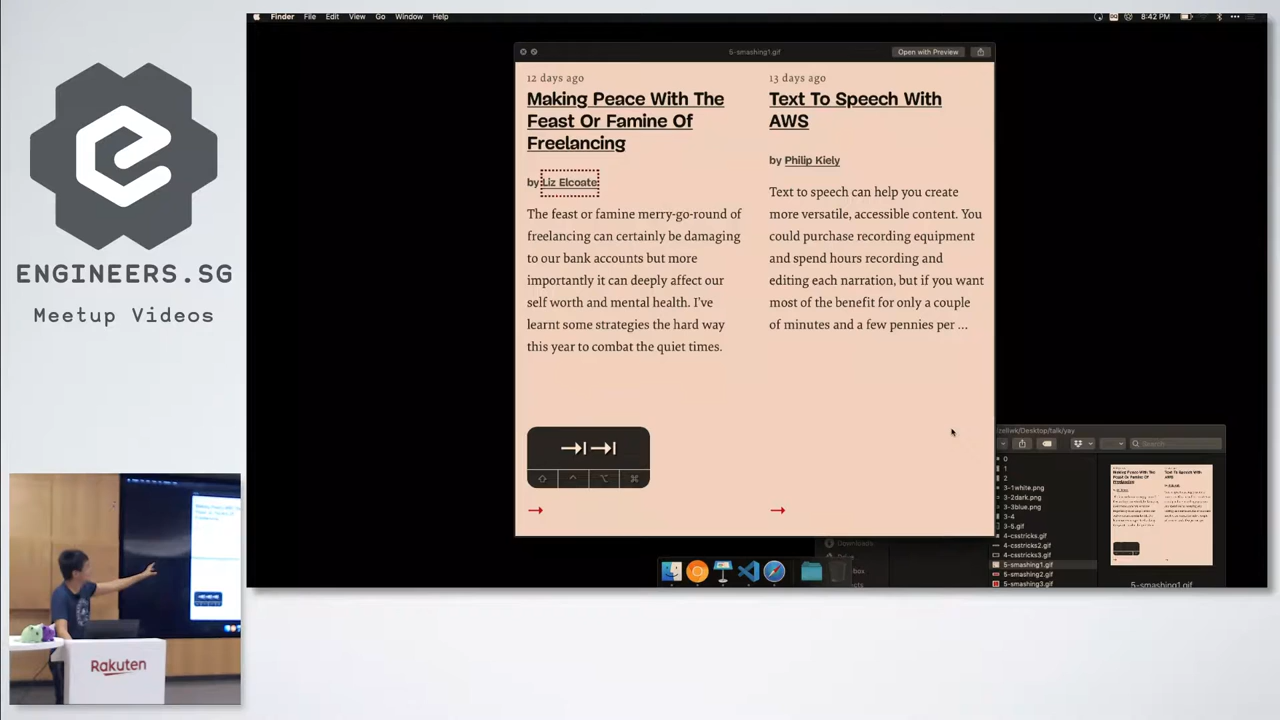 Finder File Edit View Go Window Help
8:42 PM
5-smashing1.gif
Open with Preview
12 days ago
Making Peace With The
Feast Or Famine Of
Freelancing
by Liz Elcoate
The feast or famine merry-go-round of
freelancing can certainly be damaging
to our bank accounts but more
importantly it can deeply affect our
self worth and mental health. I've
learnt some strategies the hard way
this year to combat the quiet times.
13 days ago
Text To Speech With
AWS
by Philip Kiely
Text to speech can help you create
more versatile, accessible content. You
could purchase recording equipment
and spend hours recording and
editing each narration, but if you want
most of the benefit for only a couple
of minutes and a few pennies per ...
ENGINEERS.SG
Meetup Videos
Rakuten
Search
0
1
2
3-1white.png
3-2dark.png
3-3blue.png
3-4
3-5.gif
4-csstricks.gif
4-csstricks2.gif
4-csstricks3.gif
5-smashing1.gif
5-smashing2.gif
5-smashing3.gif
5-smashing1.gif
Downloads